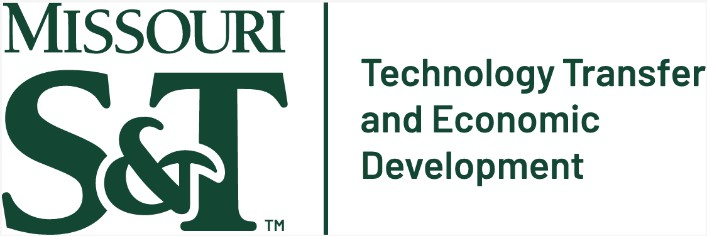 MISSOURI
S&T
TM
Technology Transfer
and Economic
Development